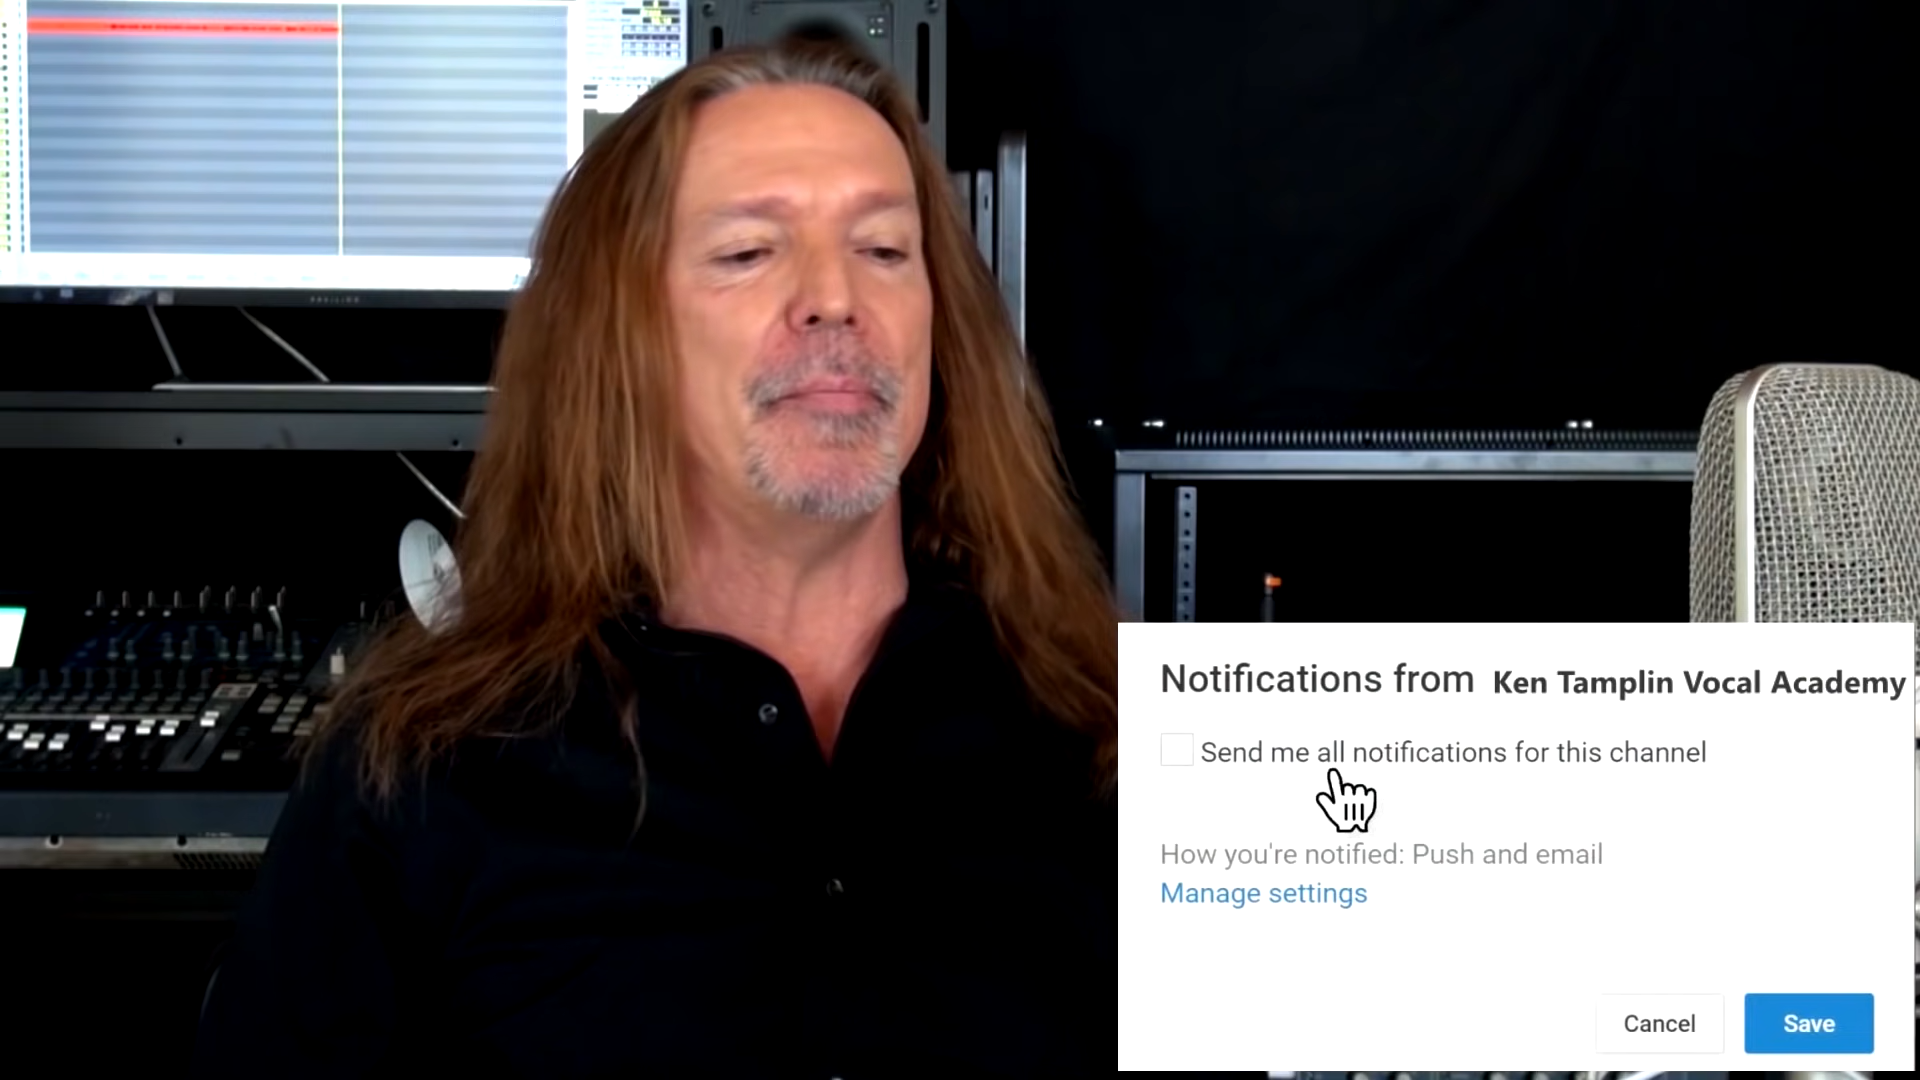 PHILIPS
Notifications from Ken Tamplin Vocal Academy
Send me all notifications for this channel
How you're notified: Push and email
Manage settings
Cancel
Save